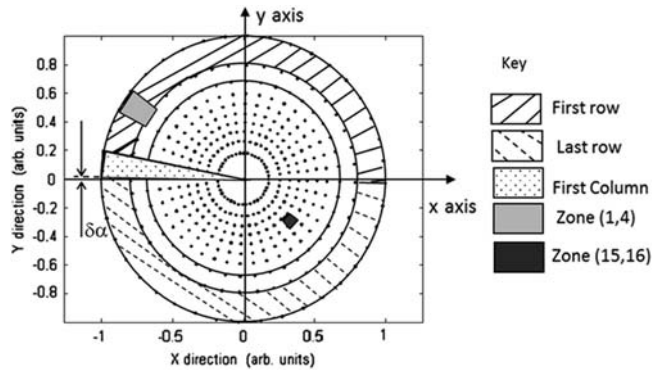 y axis
Key
First row
Last row
First Column
Zone (1,4)
Zone (15,16)
x axis
δα
Y direction (arb. units)
0.8
0.6
0.4
0.2
0
-0.2
-0.4
-0.6
-0.8
-1
-0.5
0
0.5
1
X direction (arb. units)